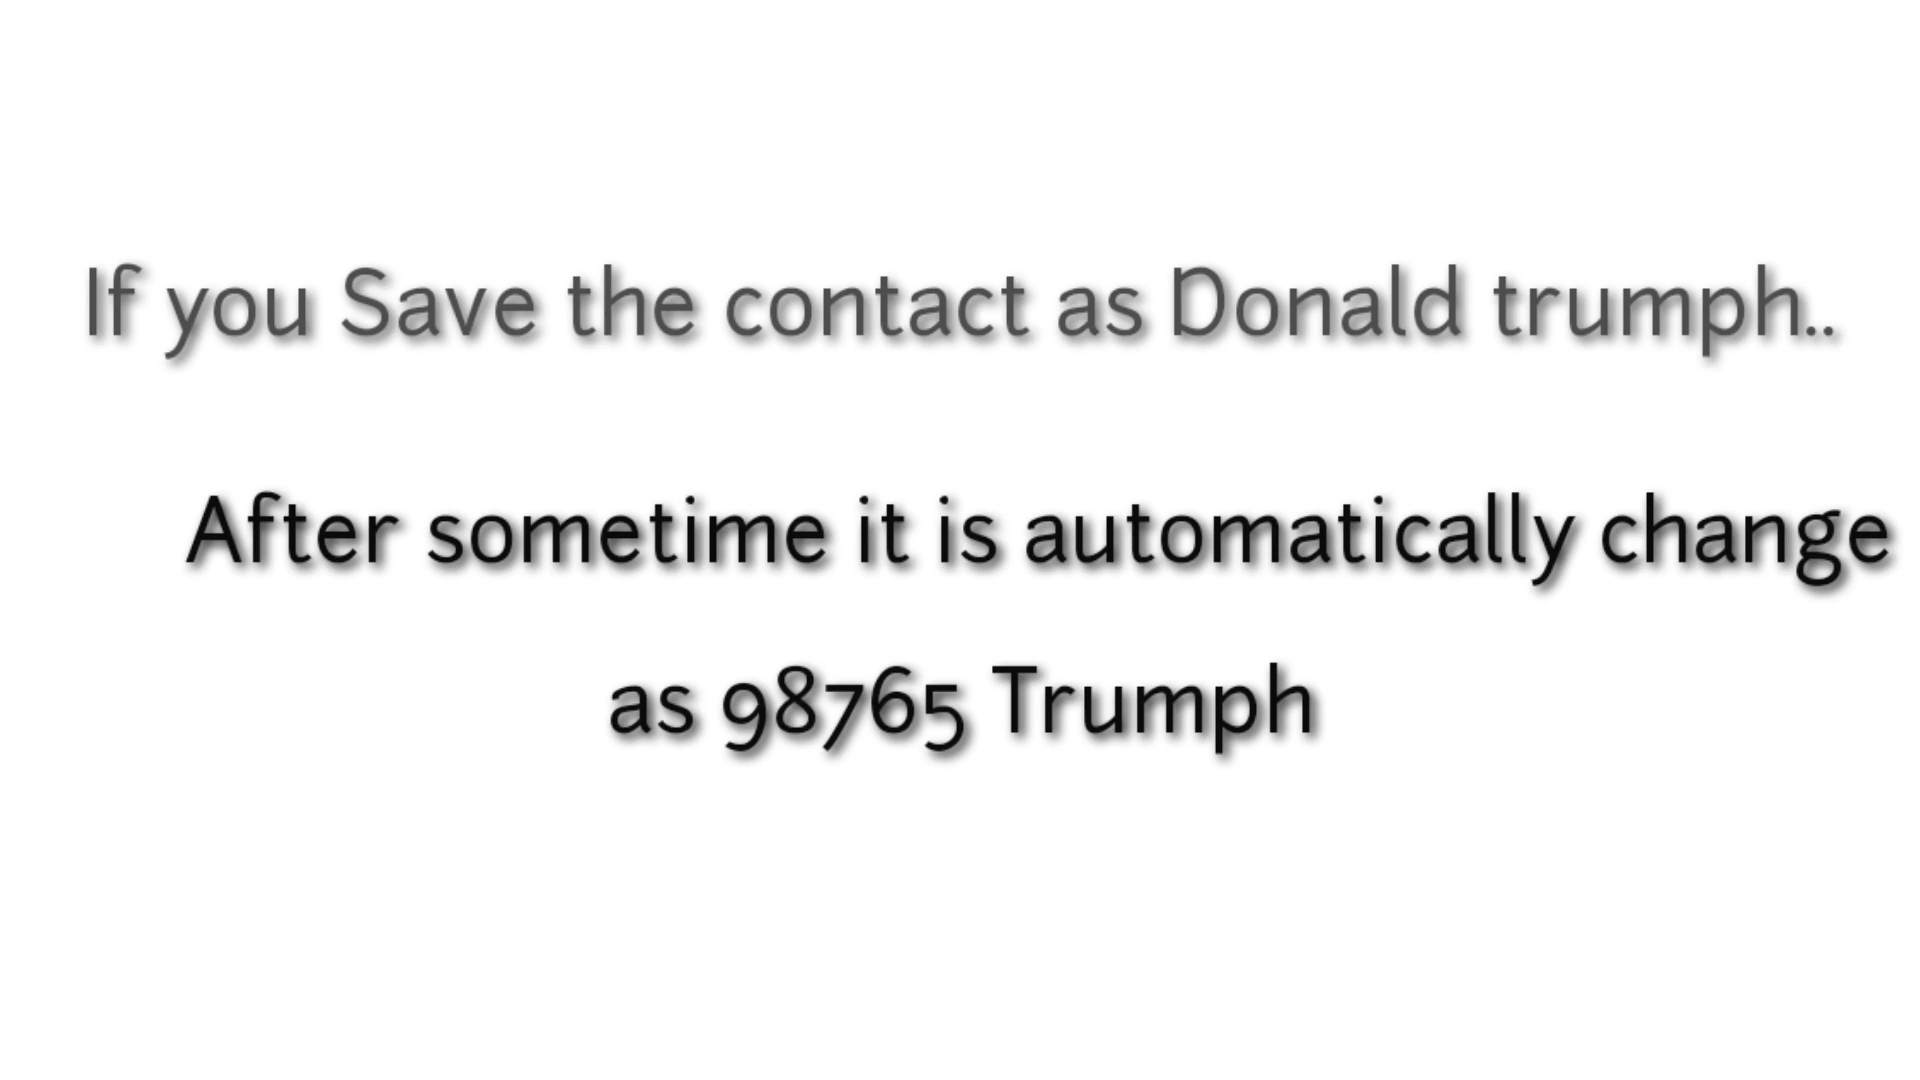 If you Save the contact as Donald trumph..
After sometime it is automatically change
as 98765 Trumph